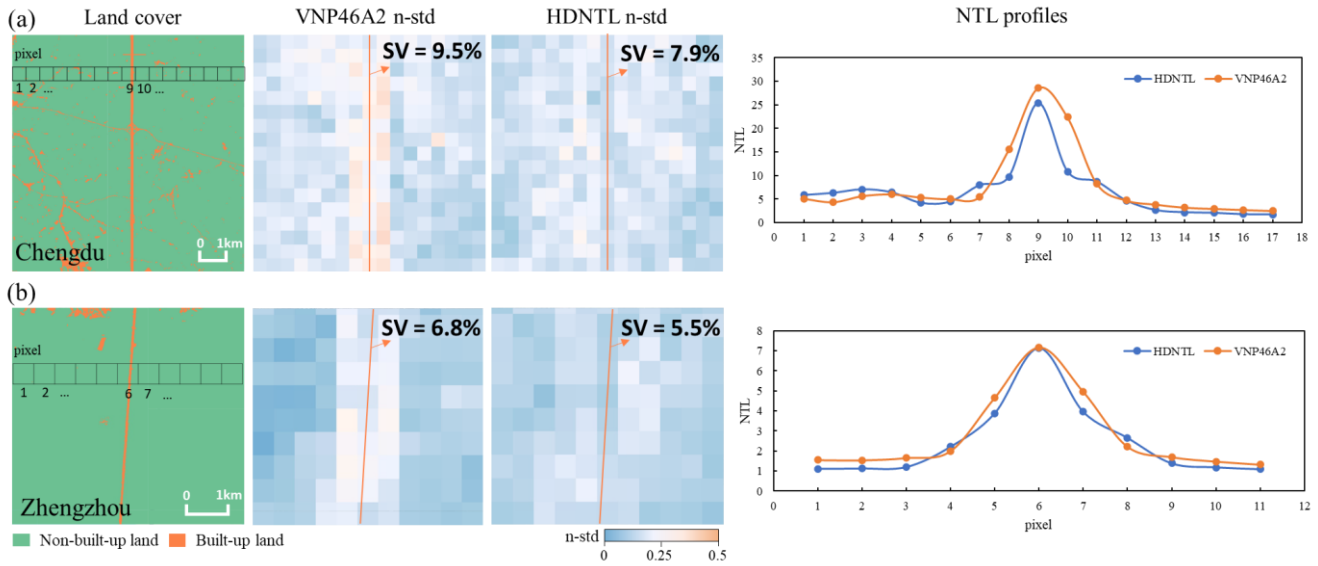 (a) Land cover VNP46A2 n-std HDNTL n-std NTL profiles
pixel
1 2 ... 9 10 ...
0 1km
Chengdu
SV = 9.5%
SV = 7.9%
HDNTL VNP46A2
35
30
25
20
15
10
5
0
NTL
0 1 2 3 4 5 6 7 8 9 10 11 12 13 14 15 16 17 18
pixel
(b)
pixel
1 2 ... 6 7 ...
0 1km
Zhengzhou
SV = 6.8%
SV = 5.5%
HDNTL VNP46A2
8
7
6
5
4
3
2
1
0
NTL
0 1 2 3 4 5 6 7 8 9 10 11 12
pixel
Non-built-up land Built-up land
n-std
0 0.25 0.5